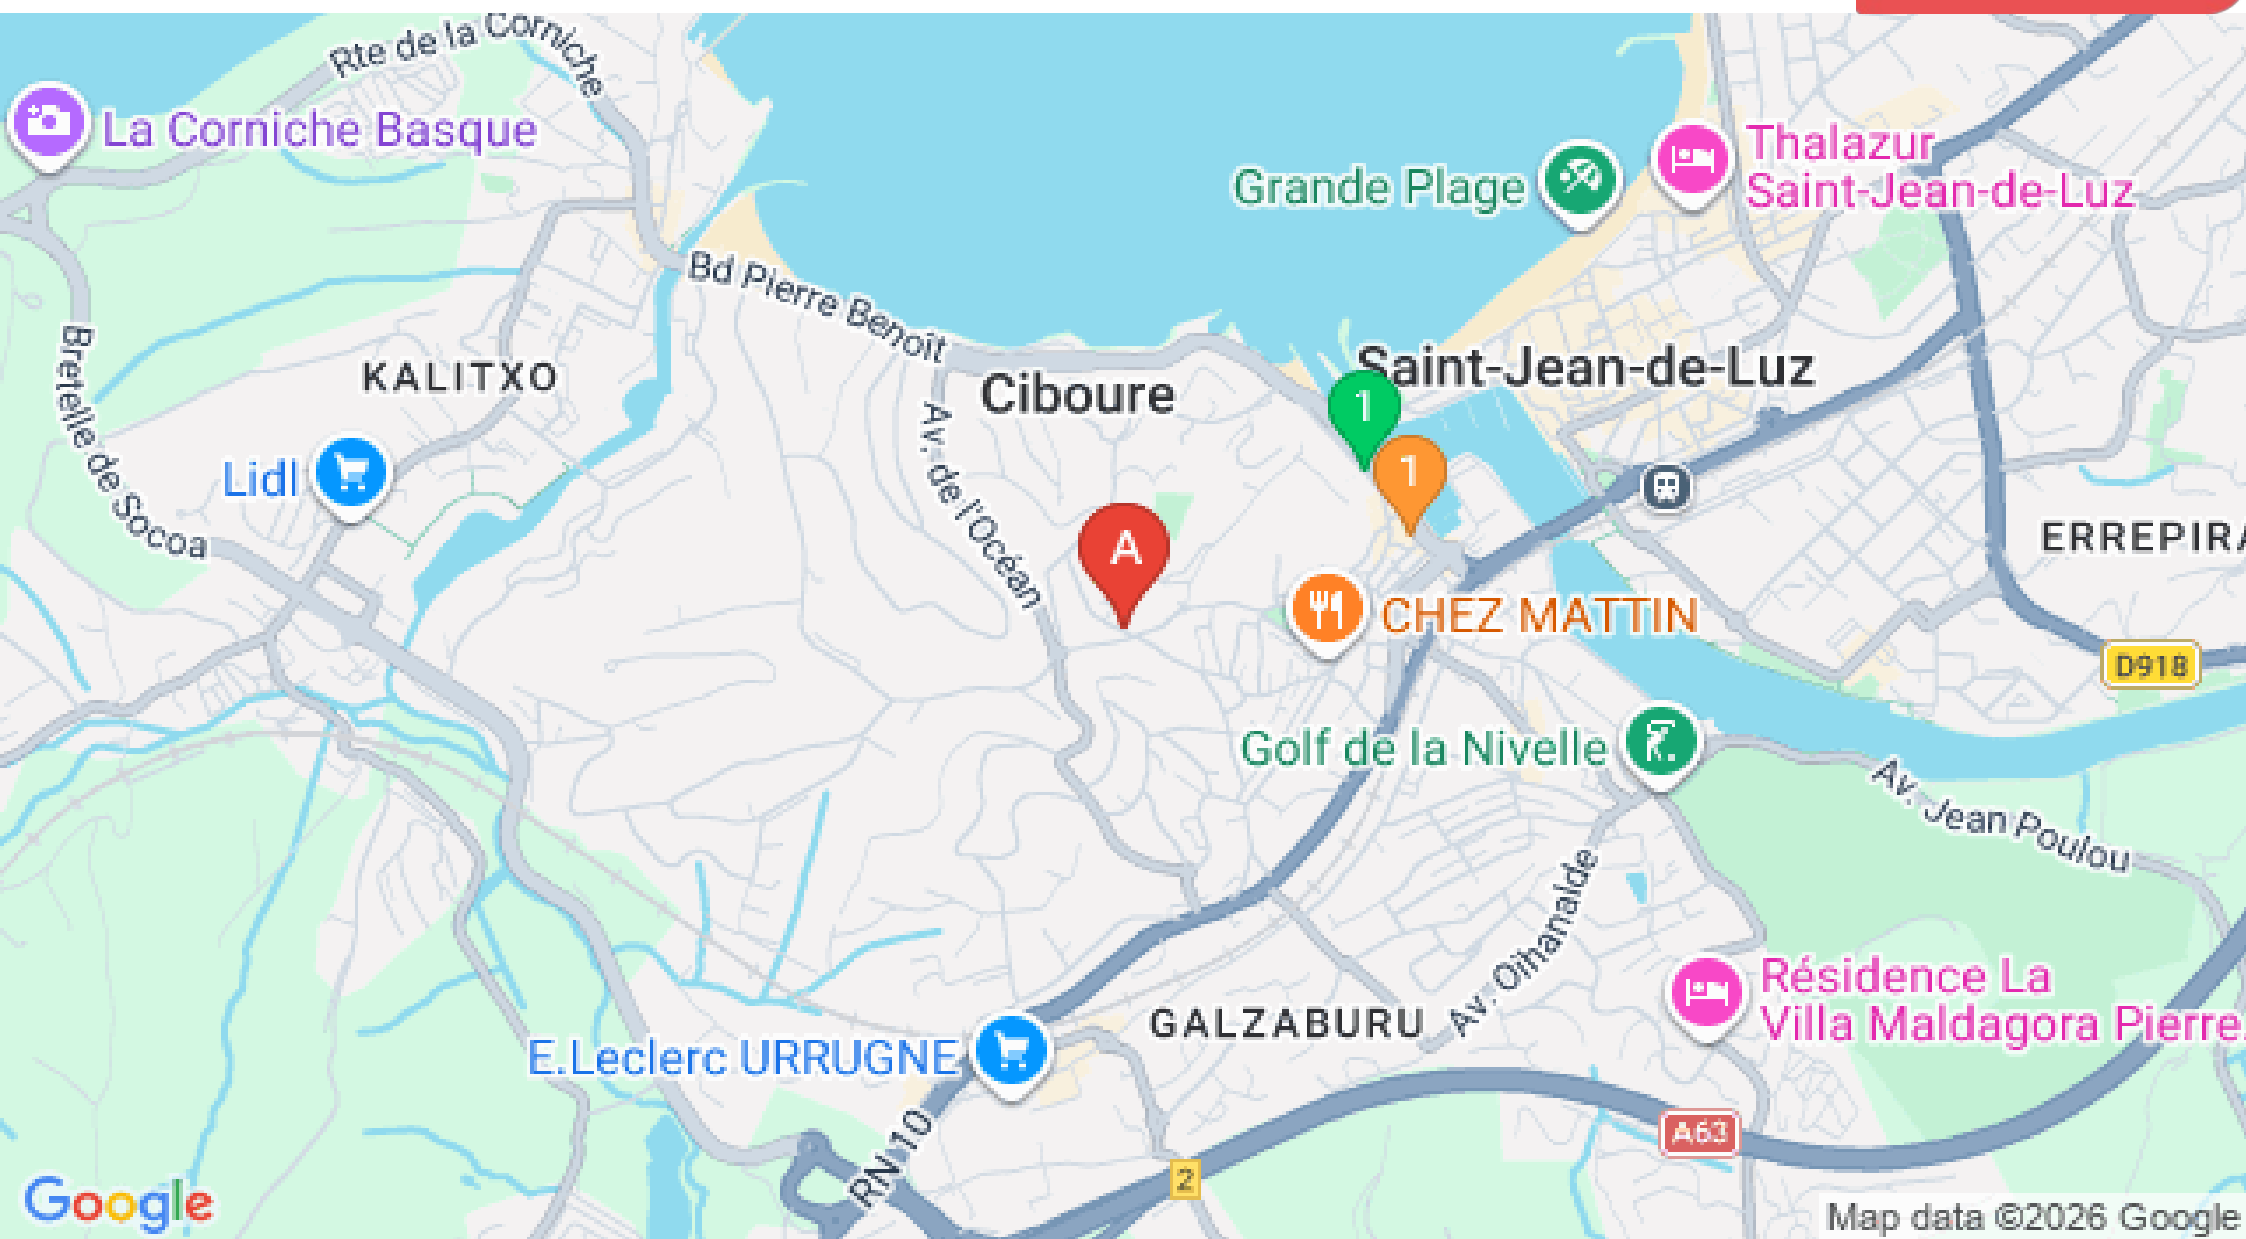 Rte de la Corniche
La Corniche Basque
Thalazur
Saint-Jean-de-Luz
Grande Plage
Bd Pierre Benoît
Bretelle de Socoa
KALITXO
Ciboure
Saint-Jean-de-Luz
1
1
Lidl
Av. de l'Océan
A
ERREPIRA
CHEZ MATTIN
D918
Golf de la Nivelle
Av. Jean Poulou
Av. Oihanalde
Résidence La
Villa Maldagora Pierre.
GALZABURU
E.Leclerc URRUGNE
RN 10
A63
2
Google
Map data ©2026 Google